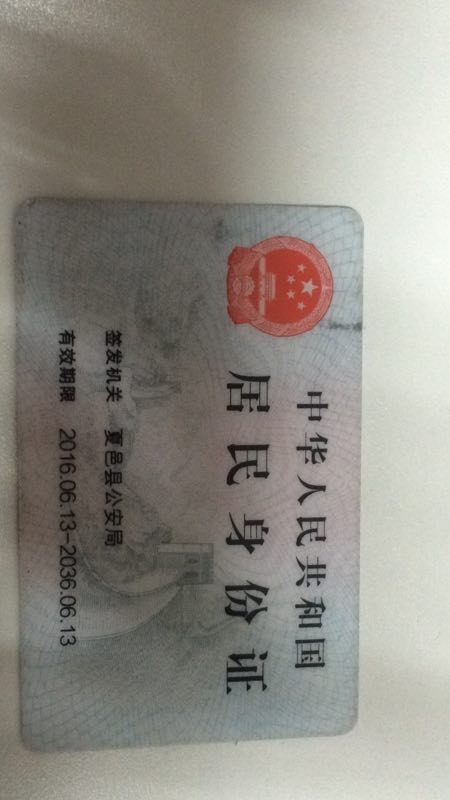 中华人民共和国
居民身份证
签发机关 夏邑县公安局
有效期限 2016.06.13-2036.06.13